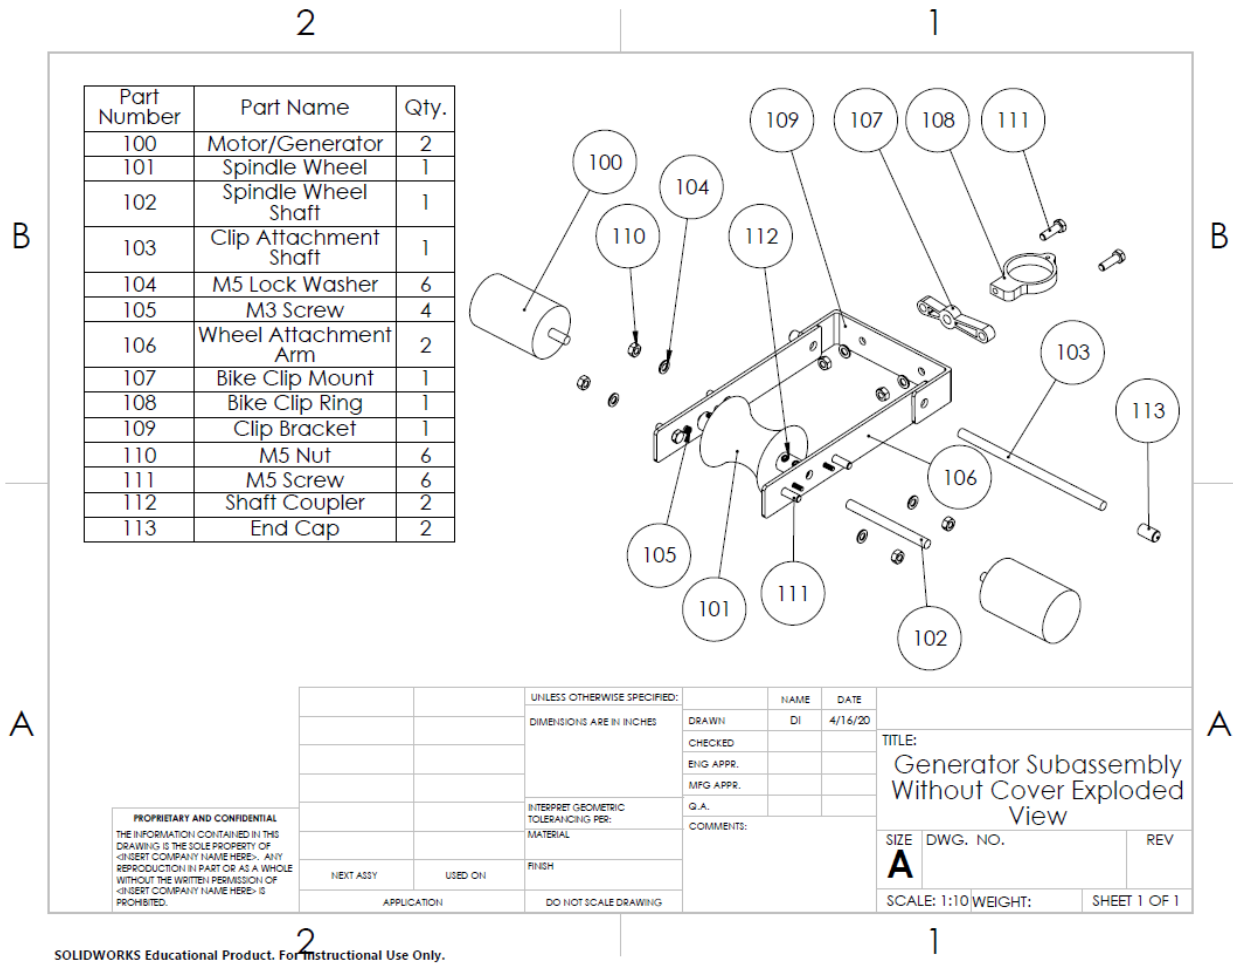 2
1
Part
Number
Part Name
Qty.
100 Motor/Generator 2
101 Spindle Wheel 1
102 Spindle Wheel
Shaft 1
103 Clip Attachment
Shaft 1
104 M5 Lock Washer 6
105 M3 Screw 4
106 Wheel Attachment
Arm 2
107 Bike Clip Mount 1
108 Bike Clip Ring 1
109 Clip Bracket 1
110 M5 Nut 6
111 M5 Screw 6
112 Shaft Coupler 2
113 End Cap 2
109 107 108 111
100
104
110
112
103
113
106
105
111
101
102
B
B
A
A
UNLESS OTHERWISE SPECIFIED:
DIMENSIONS ARE IN INCHES
INTERPRET GEOMETRIC
TOLERANCING PER:
MATERIAL
FINISH
DO NOT SCALE DRAWING
NAME DATE
DRAWN DI 4/16/20
CHECKED
ENG APPR.
MFG APPR.
Q.A.
COMMENTS:
TITLE:
Generator Subassembly
Without Cover Exploded
View
SIZE DWG. NO. REV
A
SCALE: 1:10 WEIGHT: SHEET 1 OF 1
PROPRIETARY AND CONFIDENTIAL
THE INFORMATION CONTAINED IN THIS
DRAWING IS THE SOLE PROPERTY OF
<INSERT COMPANY NAME HERE>. ANY
REPRODUCTION IN PART OR AS A WHOLE
WITHOUT THE WRITTEN PERMISSION OF
<INSERT COMPANY NAME HERE> IS
PROHIBITED.
NEXT ASSY USED ON
APPLICATION
2
1
SOLIDWORKS Educational Product. For Instructional Use Only.